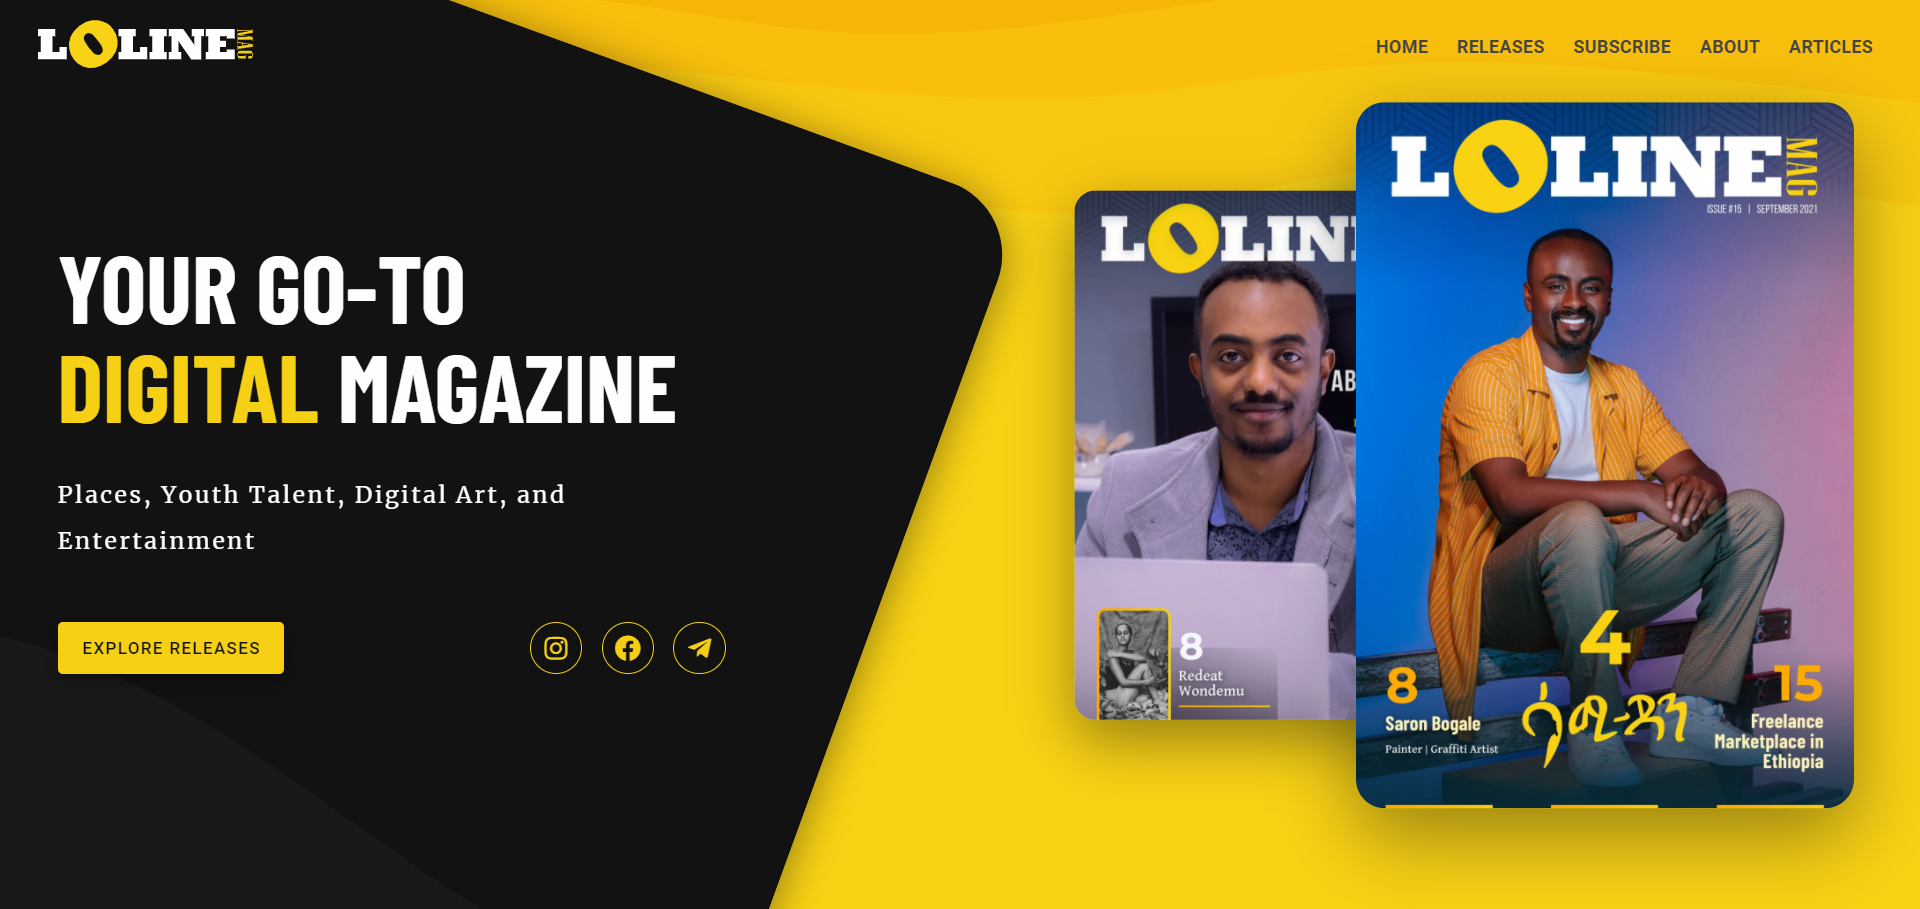 LOLINE MAG
HOME RELEASES SUBSCRIBE ABOUT ARTICLES
YOUR GO-TO
DIGITAL MAGAZINE
Places, Youth Talent, Digital Art, and
Entertainment
EXPLORE RELEASES
LOLIN
AB
8
Redeat
Wondemu
LOLINE MAG
ISSUE #15 | SEPTEMBER 2021
8
Saron Bogale
Painter | Graffiti Artist
4
ሳሚ-ዳን
15
Freelance
Marketplace in
Ethiopia